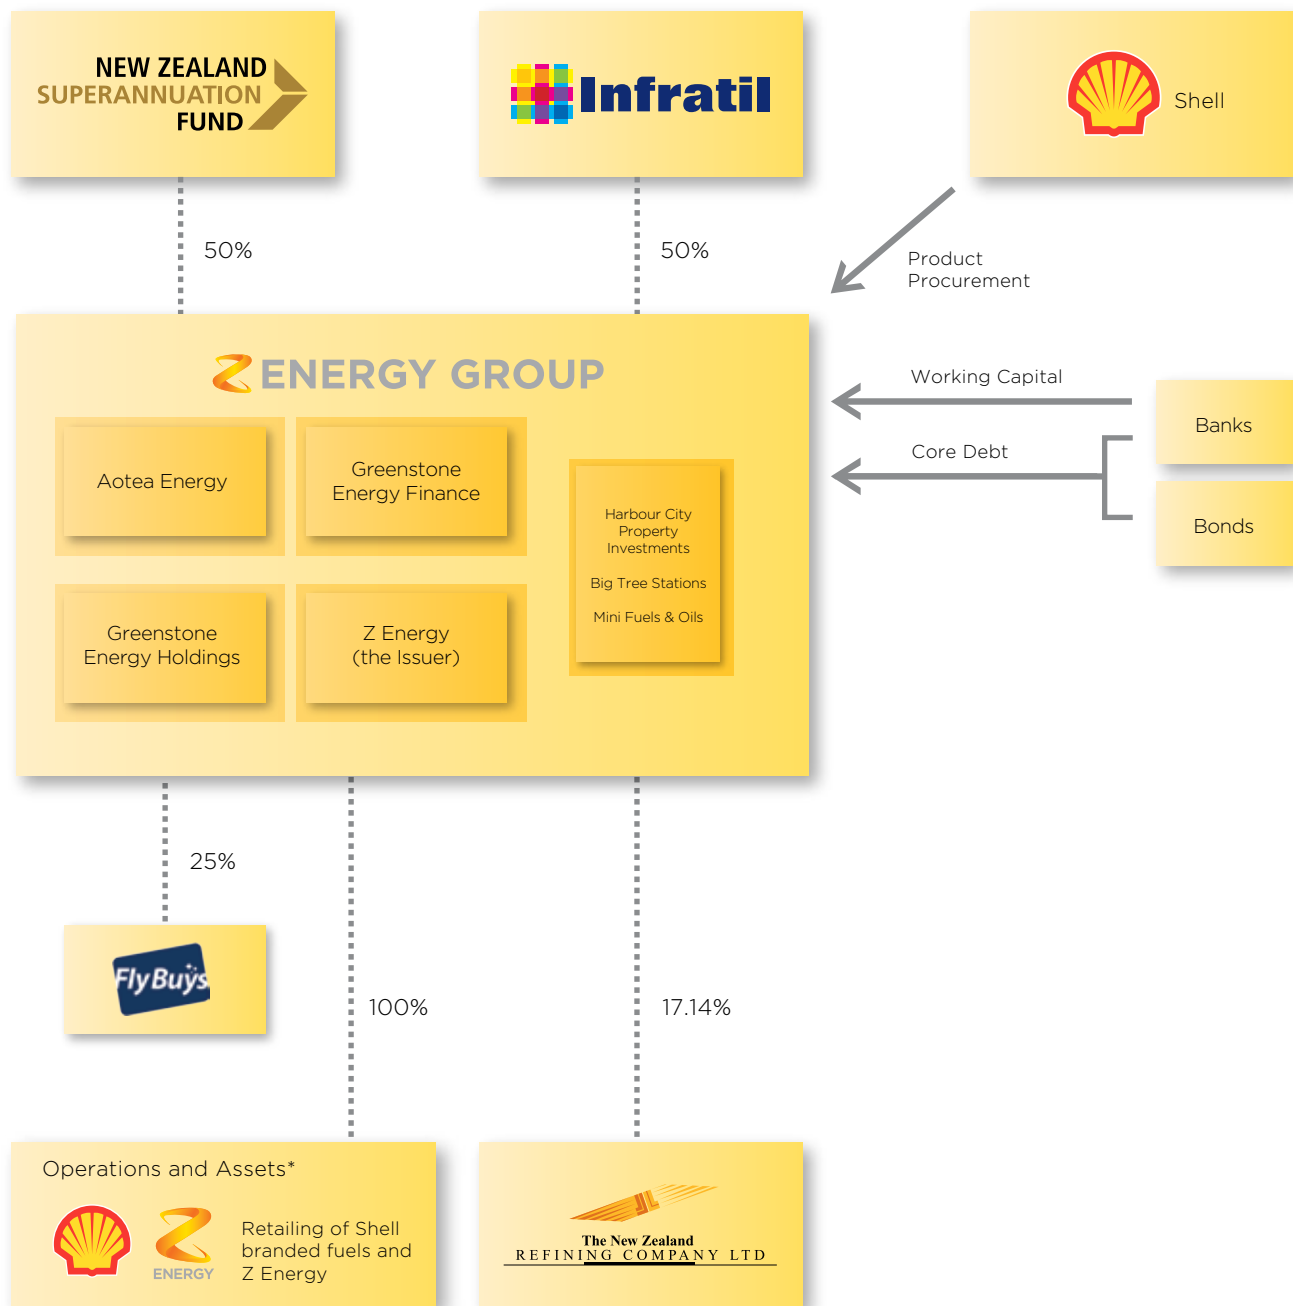 NEW ZEALAND
SUPERANNUATION
FUND
Infratil
Shell
50%
50%
Product
Procurement
Z ENERGY GROUP
Working Capital
Core Debt
Banks
Bonds
Aotea Energy
Greenstone
Energy Finance
Harbour City
Property
Investments
Big Tree Stations
Mini Fuels & Oils
Greenstone
Energy Holdings
Z Energy
(the Issuer)
25%
FlyBuys
100%
17.14%
Operations and Assets*
Z
ENERGY
Retailing of Shell
branded fuels and
Z Energy
The New Zealand
REFINING COMPANY LTD